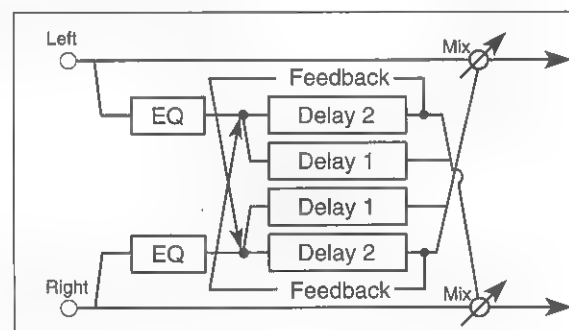 Left
Mix
Feedback
EQ
Delay 2
Delay 1
Delay 1
EQ
Delay 2
Feedback
Right
Mix